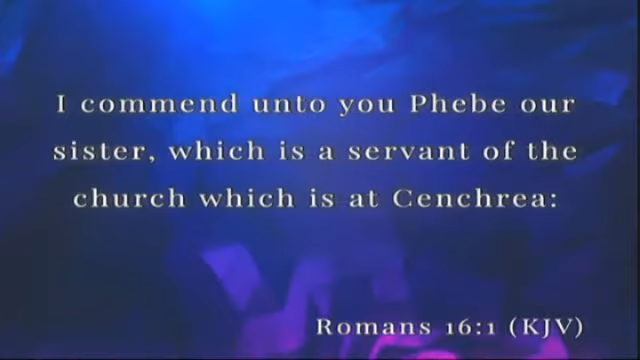 I commend unto you Phebe our
sister, which is a servant of the
church which is at Cenchrea:
Romans 16:1 (KJV)